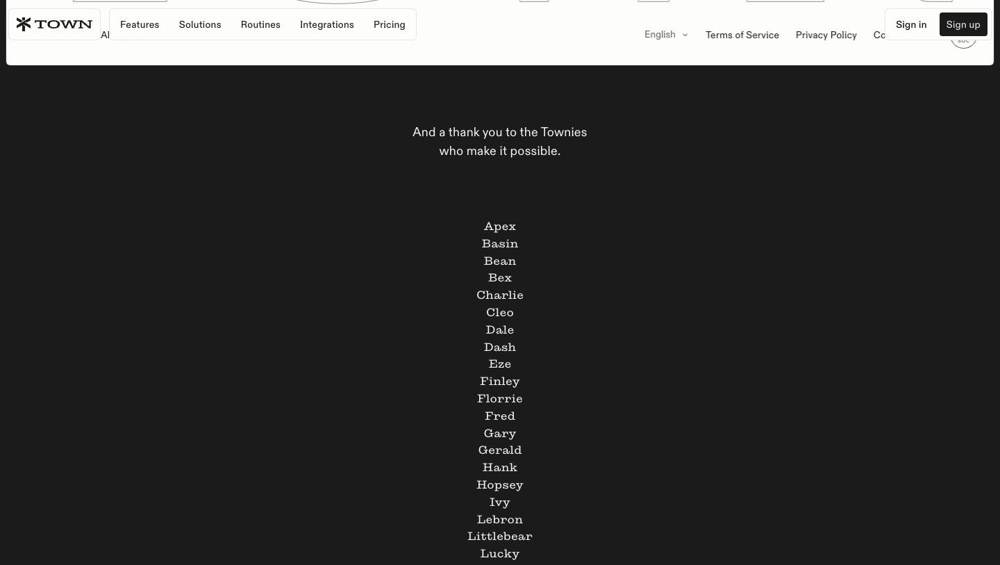 TOWN
Features Solutions Routines Integrations Pricing
Sign in Sign up
English Terms of Service Privacy Policy
And a thank you to the Townies
who make it possible.
Apex
Basin
Bean
Bex
Charlie
Cleo
Dale
Dash
Eze
Finley
Florrie
Fred
Gary
Gerald
Hank
Hopsey
Ivy
Lebron
Littlebear
Lucky